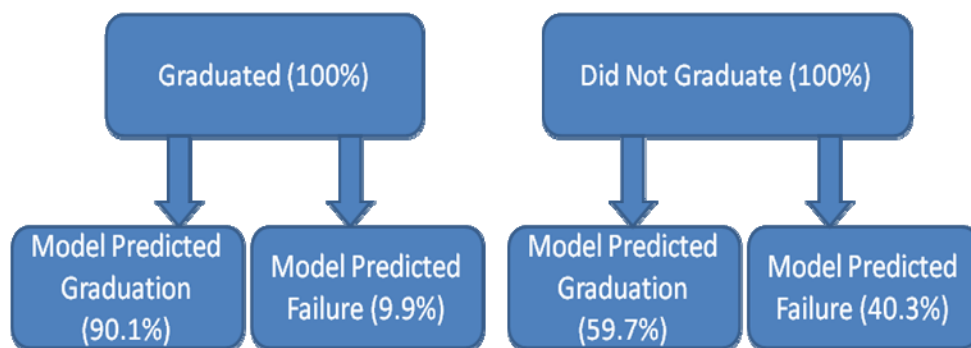 Graduated (100%)
Did Not Graduate (100%)
Model Predicted
Graduation
(90.1%)
Model Predicted
Failure (9.9%)
Model Predicted
Graduation
(59.7%)
Model Predicted
Failure (40.3%)